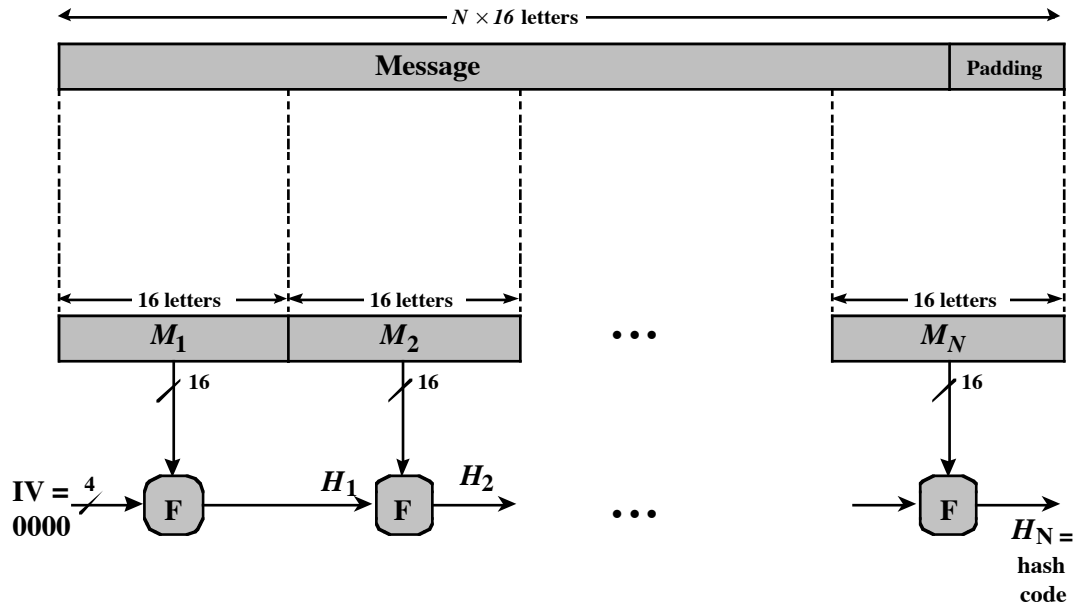 N × 16 letters
Message
Padding
16 letters
16 letters
16 letters
M1
M2
• • •
MN
16
16
16
IV =
0000
4
F
H1
F
H2
• • •
F
HN =
hash
code